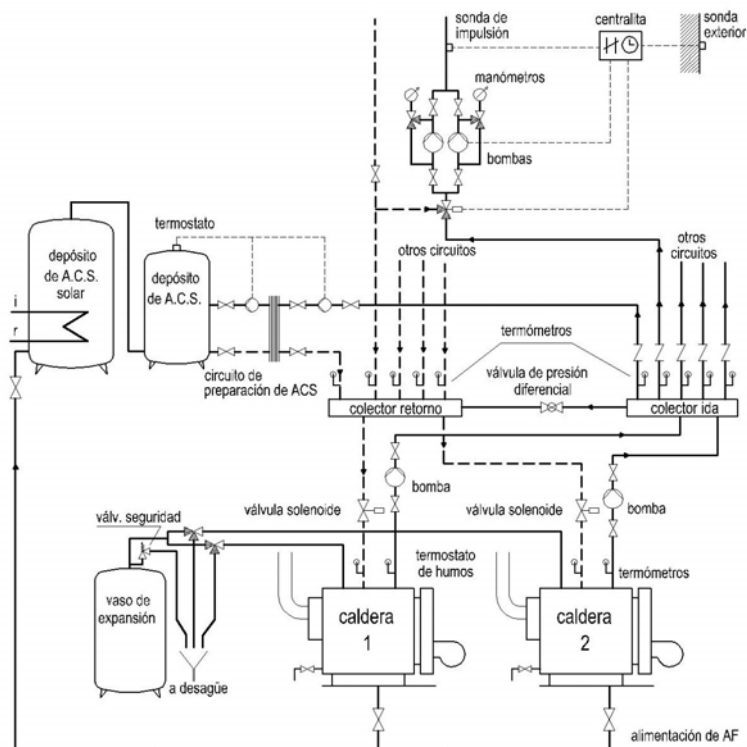 sonda de
impulsión
centralita
sonda
exterior
manómetros
bombas
termostato
otros circuitos
otros
circuitos
depósito
de A.C.S.
solar
depósito
de A.C.S.
i
r
termómetros
circuito de
preparación de ACS
válvula de presión
diferencial
colector retorno
colector ida
bomba
bomba
válv. seguridad
válvula solenoide
válvula solenoide
termostato
de humos
termómetros
vaso de
expansión
caldera
1
caldera
2
a desagüe
alimentación de AF